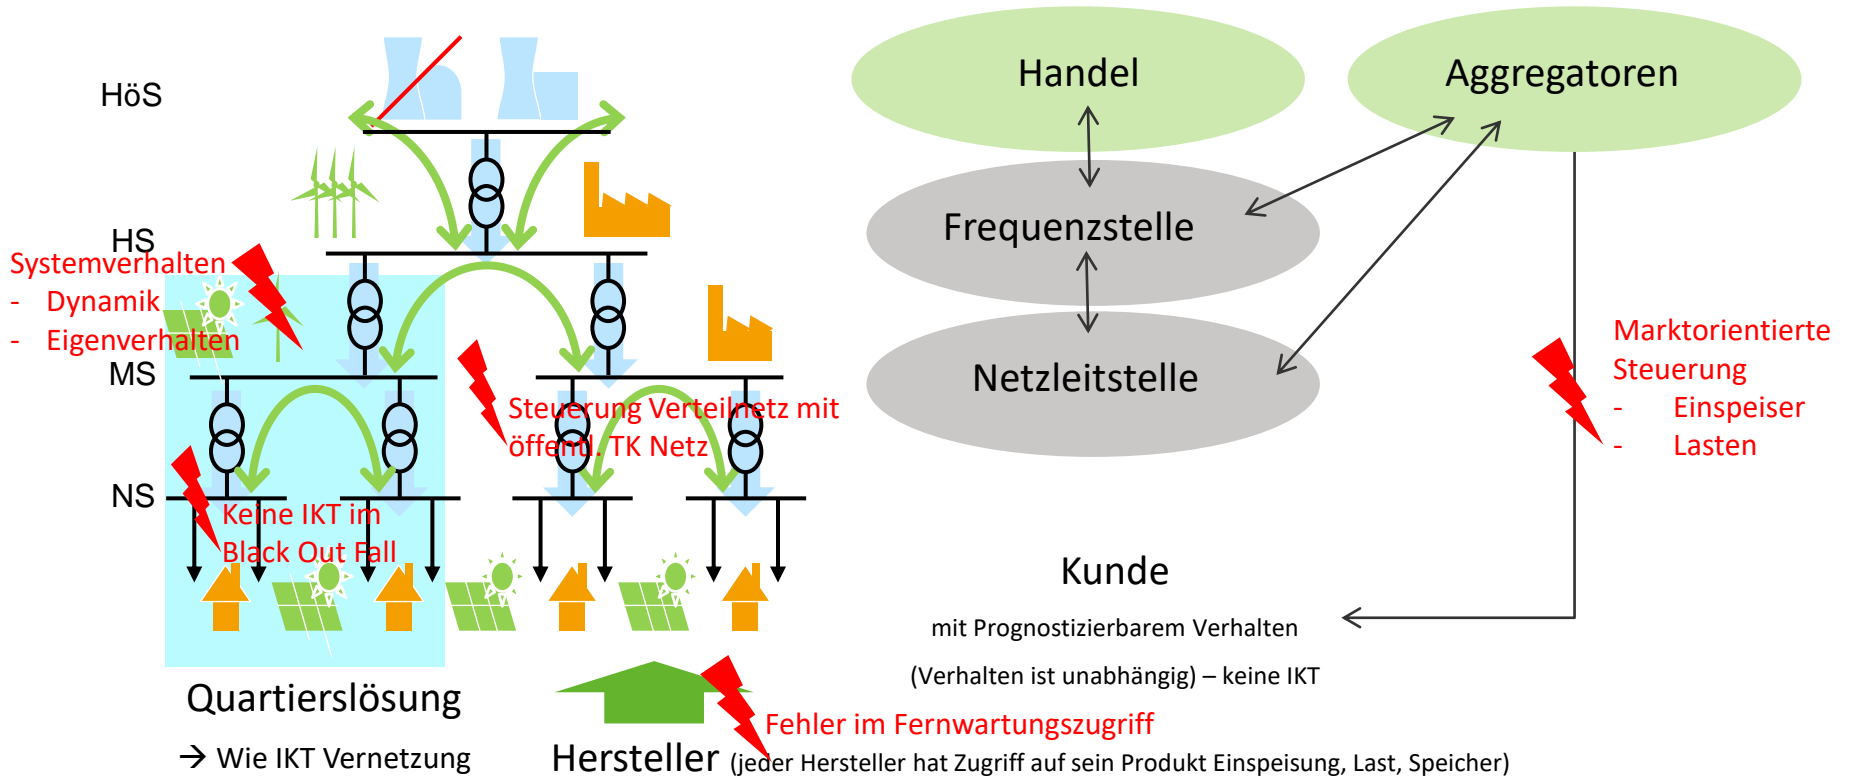 HöS
HS
Systemverhalten
- Dynamik
- Eigenverhalten
MS
NS
Steuerung Verteilnetz mit
öffentl. TK Netz
Keine IKT im
Black Out Fall
Quartierslösung
→ Wie IKT Vernetzung
Handel
Aggregatoren
Frequenzstelle
Netzleitstelle
Marktorientierte
Steuerung
- Einspeiser
- Lasten
Kunde
mit Prognostizierbarem Verhalten
(Verhalten ist unabhängig) – keine IKT
Fehler im Fernwartungszugriff
Hersteller (jeder Hersteller hat Zugriff auf sein Produkt Einspeisung, Last, Speicher)